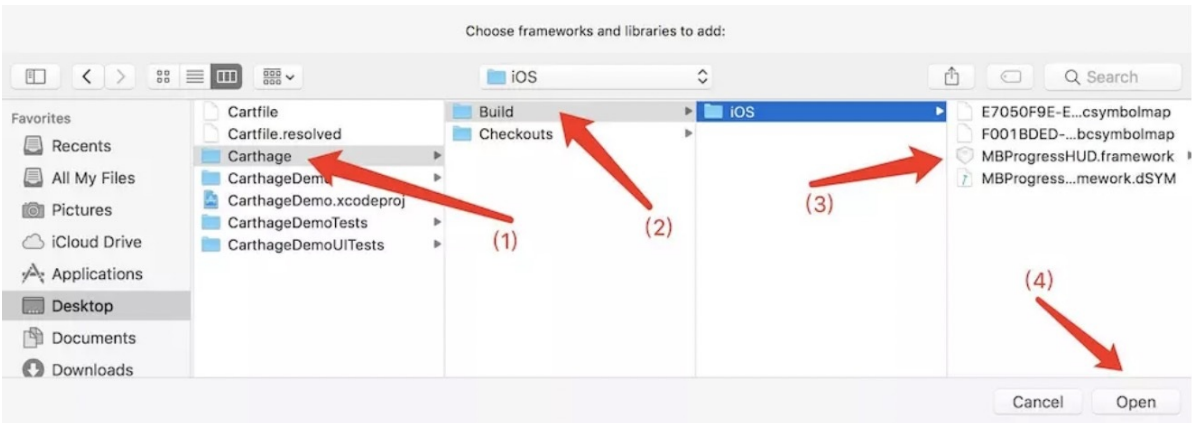 Choose frameworks and libraries to add:
iOS
Search
Favorites
Recents
All My Files
Pictures
iCloud Drive
Applications
Desktop
Documents
Downloads
Cartfile
Cartfile.resolved
Carthage
CarthageDemo
CarthageDemo.xcodeproj
CarthageDemoTests
CarthageDemoUITests
(1)
Build
Checkouts
(2)
iOS
(3)
E7050F9E-E...csymbolmap
F001BDED-...bcsymbolmap
MBProgressHUD.framework
MBProgress...mework.dSYM
(4)
Cancel
Open